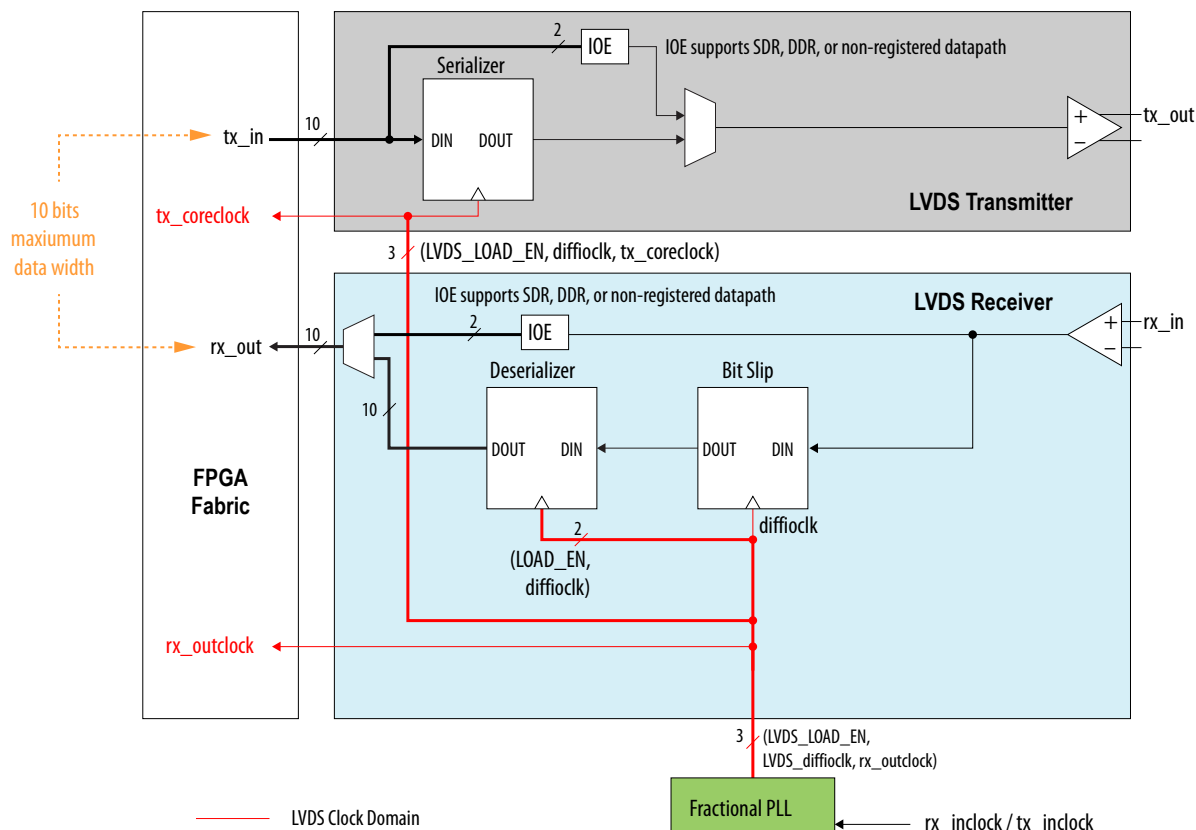 2
IOE
IOE supports SDR, DDR, or non-registered datapath
Serializer
tx_out
+
−
tx_in
10
DIN DOUT
LVDS Transmitter
tx_coreclock
10 bits
maxiumum
data width
3
(LVDS_LOAD_EN, diffioclk, tx_coreclock)
IOE supports SDR, DDR, or non-registered datapath
LVDS Receiver
rx_in
+
−
2
IOE
rx_out
10
Deserializer
Bit Slip
10
DOUT DIN
DOUT DIN
FPGA
Fabric
2
diffioclk
(LOAD_EN,
diffioclk)
rx_outclock
3
(LVDS_LOAD_EN,
LVDS_diffioclk, rx_outclock)
LVDS Clock Domain
Fractional PLL
rx_inclock / tx_inclock